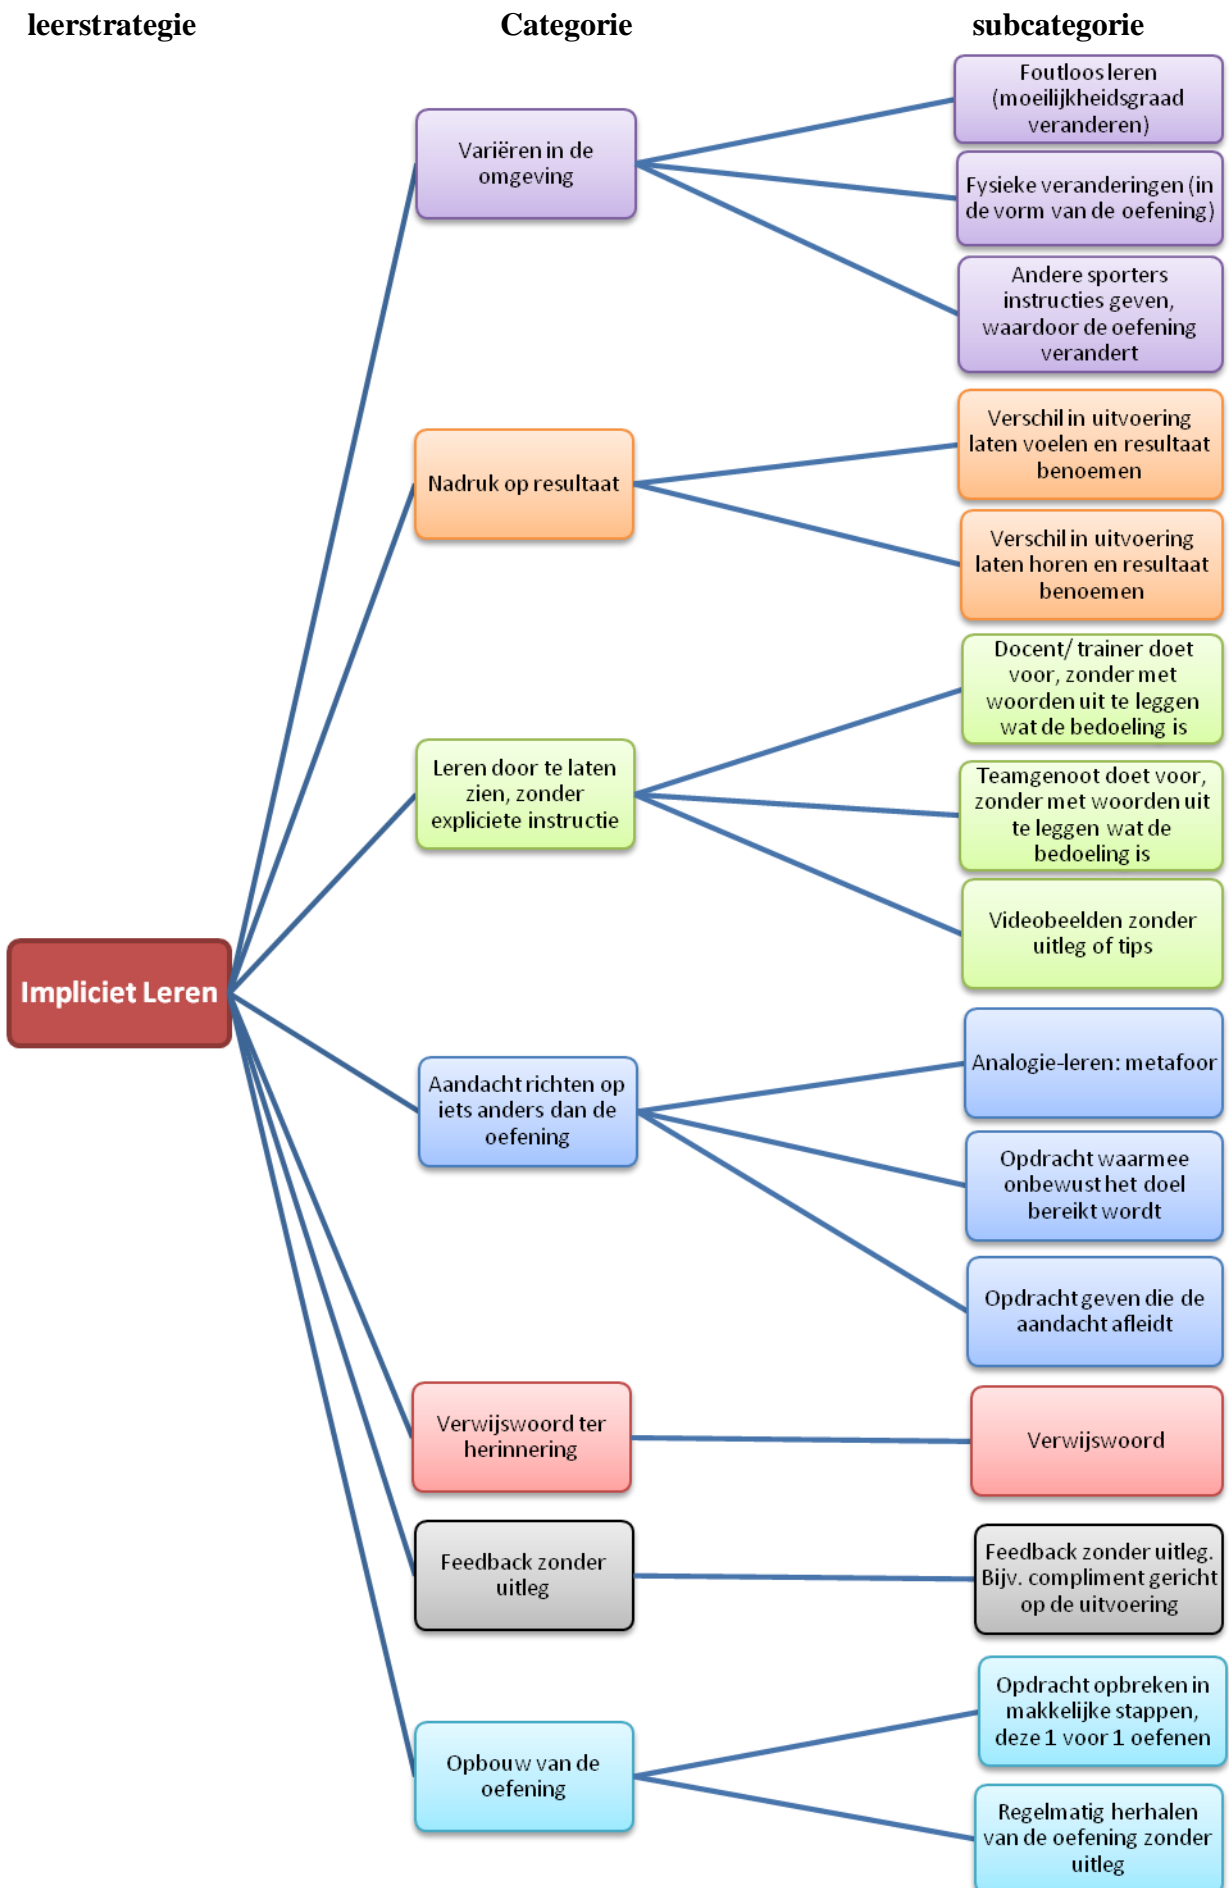 leerstrategie
Categorie
subcategorie
Impliciet Leren
Variëren in de
omgeving
Foutloos leren
(moeilijkheidsgraad
veranderen)
Fysieke veranderingen (in
de vorm van de oefening)
Andere sporters
instructies geven,
waardoor de oefening
verandert
Nadruk op resultaat
Verschil in uitvoering
laten voelen en resultaat
benoemen
Verschil in uitvoering
laten horen en resultaat
benoemen
Leren door te laten
zien, zonder
expliciete instructie
Docent/ trainer doet
voor, zonder met
woorden uit te leggen
wat de bedoeling is
Teamgenoot doet voor,
zonder met woorden uit
te leggen wat de
bedoeling is
Videobeelden zonder
uitleg of tips
Aandacht richten op
iets anders dan de
oefening
Analogie-leren: metafoor
Opdracht waarmee
onbewust het doel
bereikt wordt
Opdracht geven die de
aandacht afleidt
Verwijswoord ter
herinnering
Verwijswoord
Feedback zonder
uitleg
Feedback zonder uitleg.
Bijv. compliment gericht
op de uitvoering
Opbouw van de
oefening
Opdracht opbreken in
makkelijke stappen,
deze 1 voor 1 oefenen
Regelmatig herhalen
van de oefening zonder
uitleg